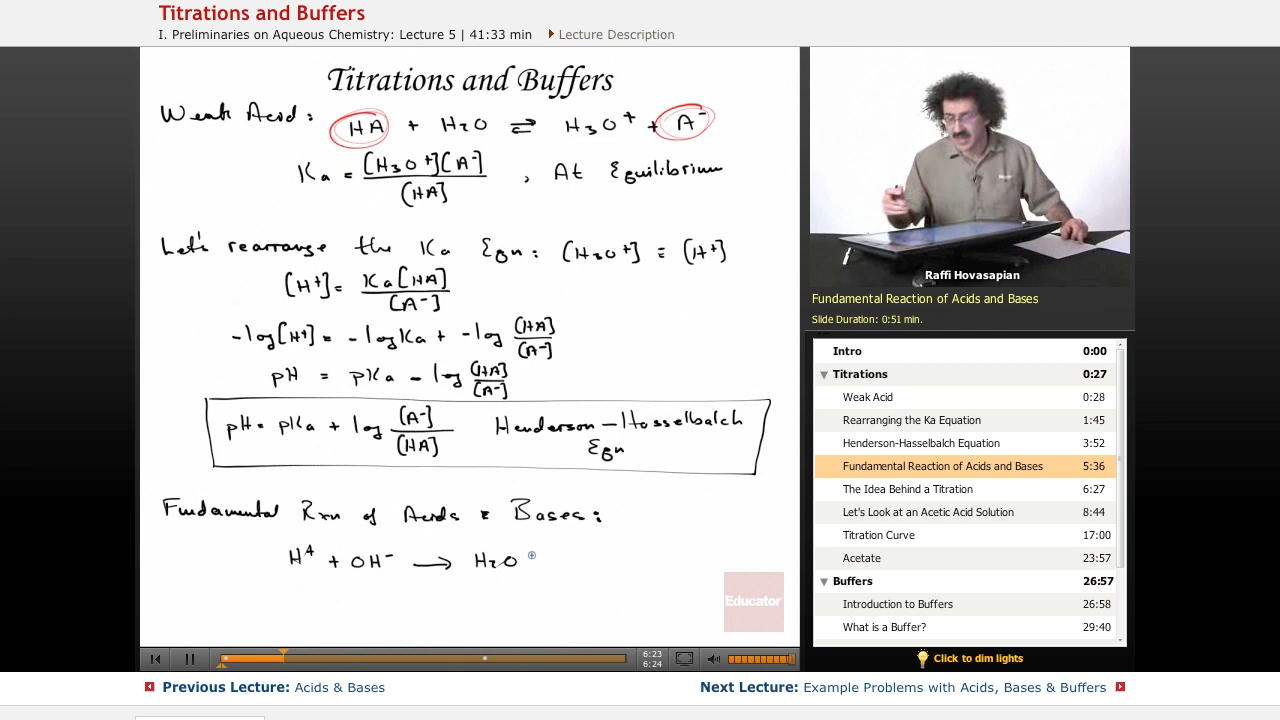 Titrations and Buffers
I. Preliminaries on Aqueous Chemistry: Lecture 5 | 41:33 min Lecture Description
Titrations and Buffers
Weak Acid: HA + H2O ⇌ H3O+ + A-
Ka = [H3O+][A-] / [HA] , At Equilibrium
Let's rearrange the Ka Eqn: [H3O+] = [H+]
[H+] = Ka[HA] / [A-]
-log[H+] = -logKa + -log [HA] / [A-]
pH = pKa - log [HA] / [A-]
pH = pKa + log [A-] / [HA] Henderson-Hasselbalch
Eqn
Fundamental Rxn of Acids & Bases:
H+ + OH- → H2O
Educator
6:23
6:24
Raffi Hovasapian
Fundamental Reaction of Acids and Bases
Slide Duration: 0:51 min.
Intro 0:00
Titrations 0:27
Weak Acid 0:28
Rearranging the Ka Equation 1:45
Henderson-Hasselbalch Equation 3:52
Fundamental Reaction of Acids and Bases 5:36
The Idea Behind a Titration 6:27
Let's Look at an Acetic Acid Solution 8:44
Titration Curve 17:00
Acetate 23:57
Buffers 26:57
Introduction to Buffers 26:58
What is a Buffer? 29:40
Click to dim lights
Previous Lecture: Acids & Bases
Next Lecture: Example Problems with Acids, Bases & Buffers